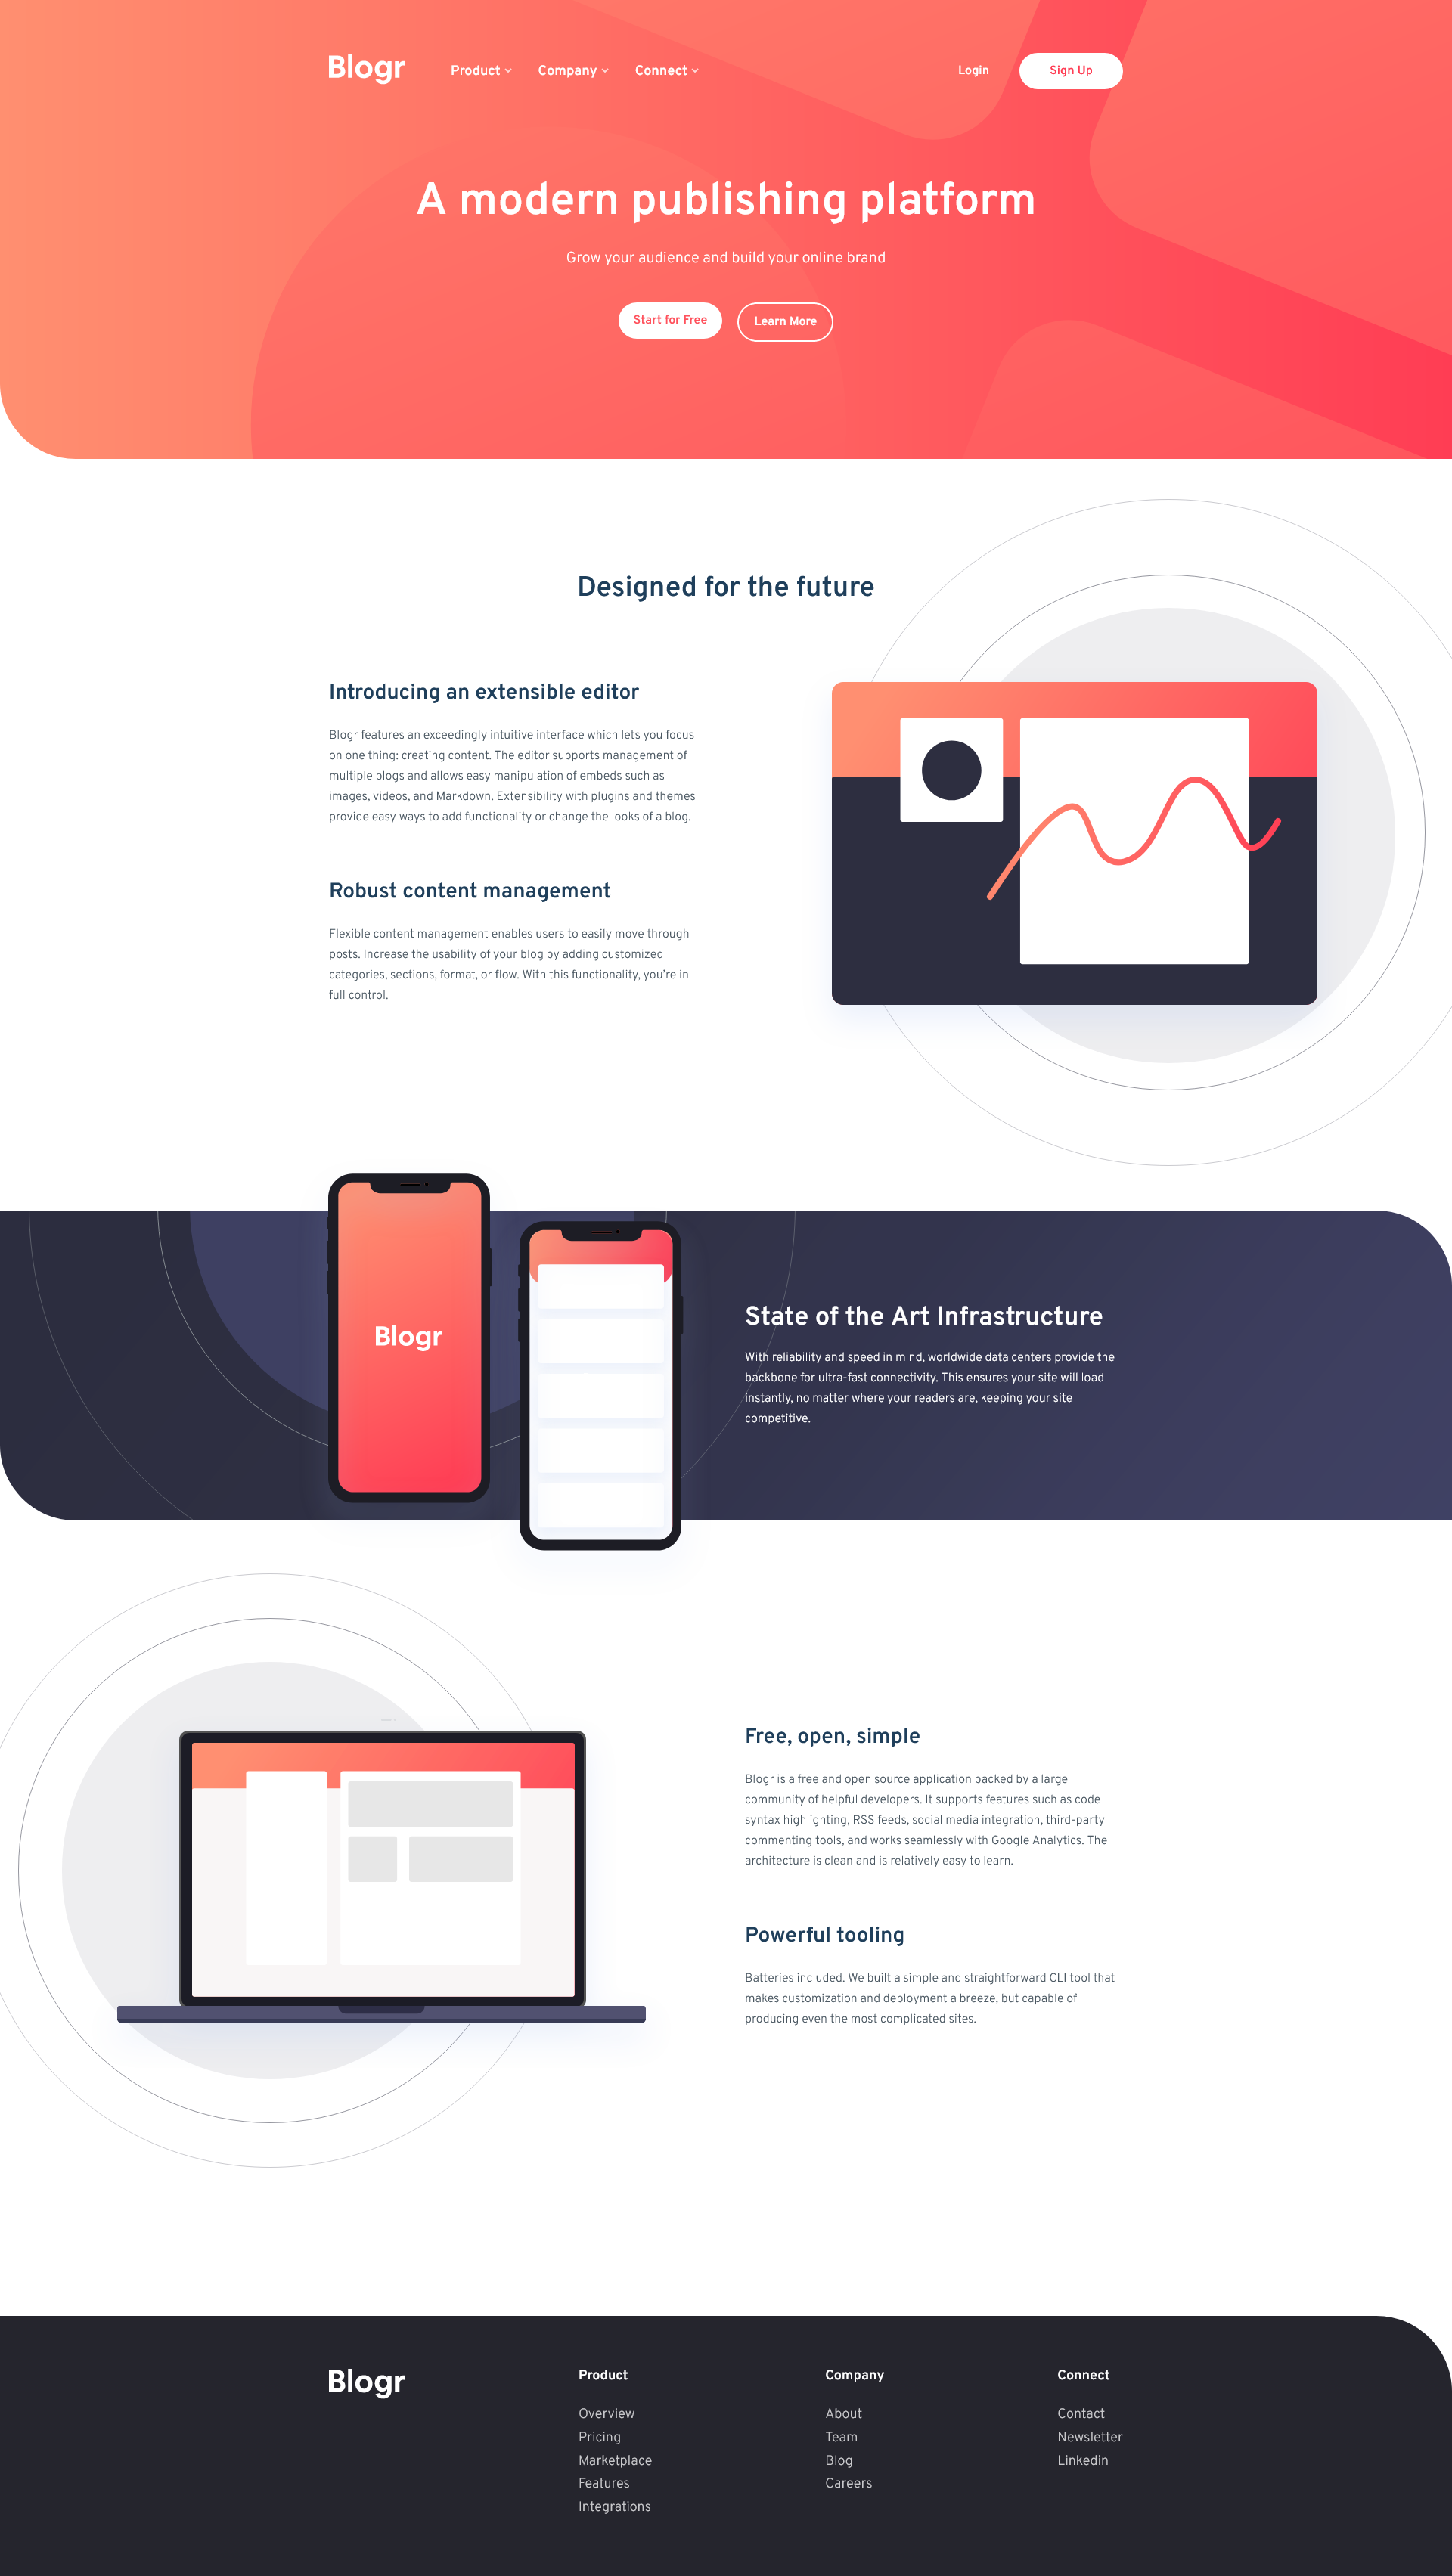 Blogr
Product
Company
Connect
Login
Sign Up
A modern publishing platform
Grow your audience and build your online brand
Start for Free
Learn More
Designed for the future
Introducing an extensible editor
Blogr features an exceedingly intuitive interface which lets you focus
on one thing: creating content. The editor supports management of
multiple blogs and allows easy manipulation of embeds such as
images, videos, and Markdown. Extensibility with plugins and themes
provide easy ways to add functionality or change the looks of a blog.
Robust content management
Flexible content management enables users to easily move through
posts. Increase the usability of your blog by adding customized
categories, sections, format, or flow. With this functionality, you're in
full control.
Blogr
State of the Art Infrastructure
With reliability and speed in mind, worldwide data centers provide the
backbone for ultra-fast connectivity. This ensures your site will load
instantly, no matter where your readers are, keeping your site
competitive.
Free, open, simple
Blogr is a free and open source application backed by a large
community of helpful developers. It supports features such as code
syntax highlighting, RSS feeds, social media integration, third-party
commenting tools, and works seamlessly with Google Analytics. The
architecture is clean and is relatively easy to learn.
Powerful tooling
Batteries included. We built a simple and straightforward CLI tool that
makes customization and deployment a breeze, but capable of
producing even the most complicated sites.
Blogr
Product
Overview
Pricing
Marketplace
Features
Integrations
Company
About
Team
Blog
Careers
Connect
Contact
Newsletter
Linkedin